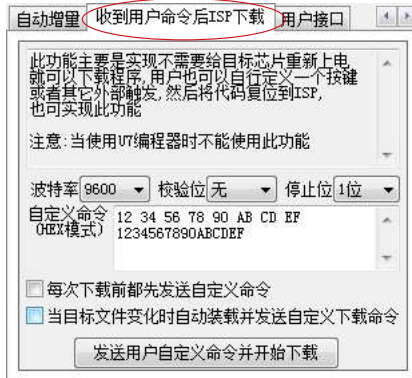 自动增量 收到用户命令后ISP下载 用户接口
此功能主要是实现不需要给目标芯片重新上电
就可以下载程序,用户也可以自行定义一个按键
或者其它外部触发,然后将代码复位到ISP,
也可实现此功能
注意:当使用U7编程器时不能使用此功能
波特率 9600 校验位 无 停止位 1位
自定义命令 12 34 56 78 90 AB CD EF
(HEX模式) 1234567890ABCDEF
每次下载前都先发送自定义命令
当目标文件变化时自动装载并发送自定义下载命令
发送用户自定义命令并开始下载